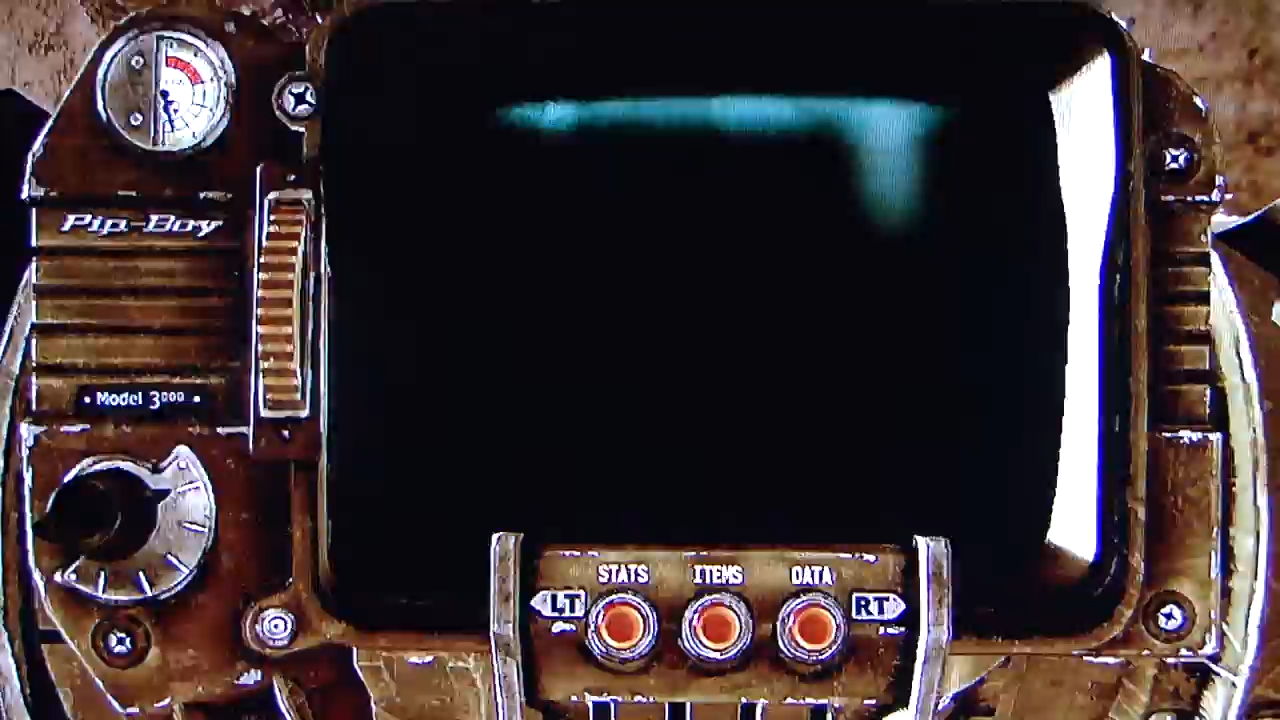 Pip-Boy
• Model 3000 •
STATS ITEMS DATA
LT RT